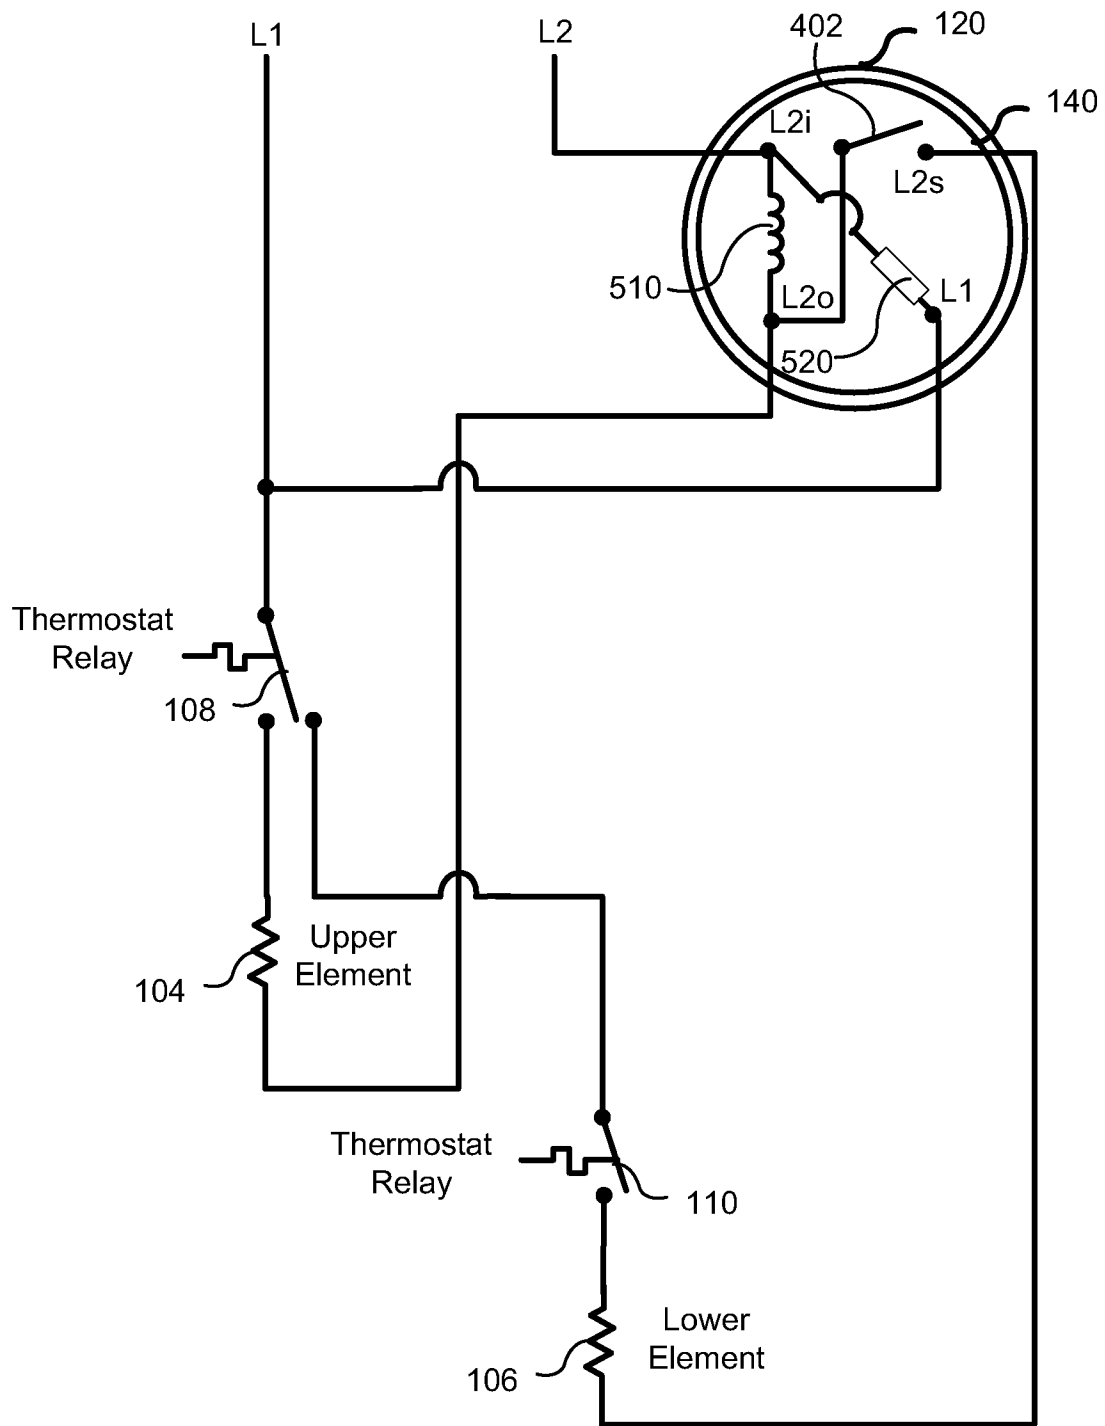 L1
L2
402
120
140
L2i
L2s
510
L2o
L1
520
Thermostat
Relay
108
Upper
Element
104
Thermostat
Relay
110
Lower
Element
106